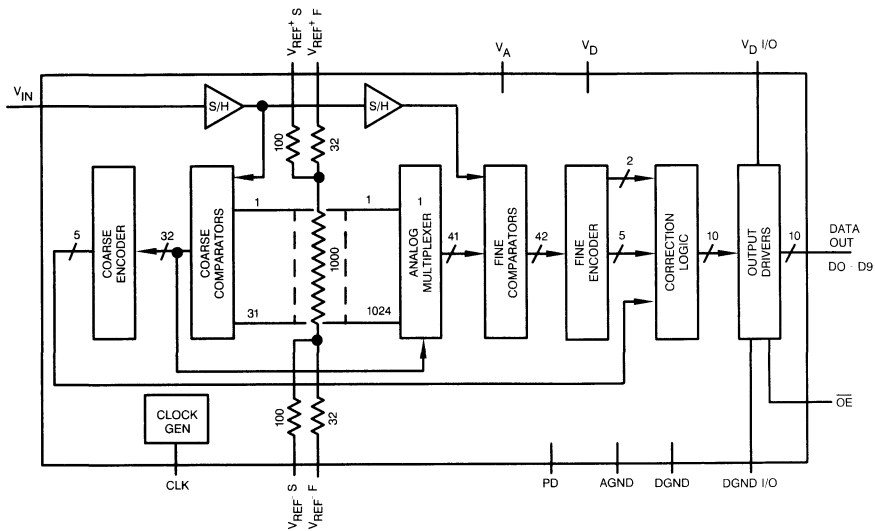 V_REF+ S
V_REF+ F
V_A
V_D
V_D I/O
V_IN
S/H
S/H
100
32
2
1
1
1
5
COARSE
ENCODER
32
COARSE
COMPARATORS
1000
ANALOG
MULTIPLEXER
41
FINE
COMPARATORS
42
FINE
ENCODER
5
CORRECTION
LOGIC
10
OUTPUT
DRIVERS
10
DATA
OUT
DO - D9
31
1024
100
32
CLOCK
GEN
OE
CLK
V_REF- S
V_REF- F
PD
AGND
DGND
DGND I/O